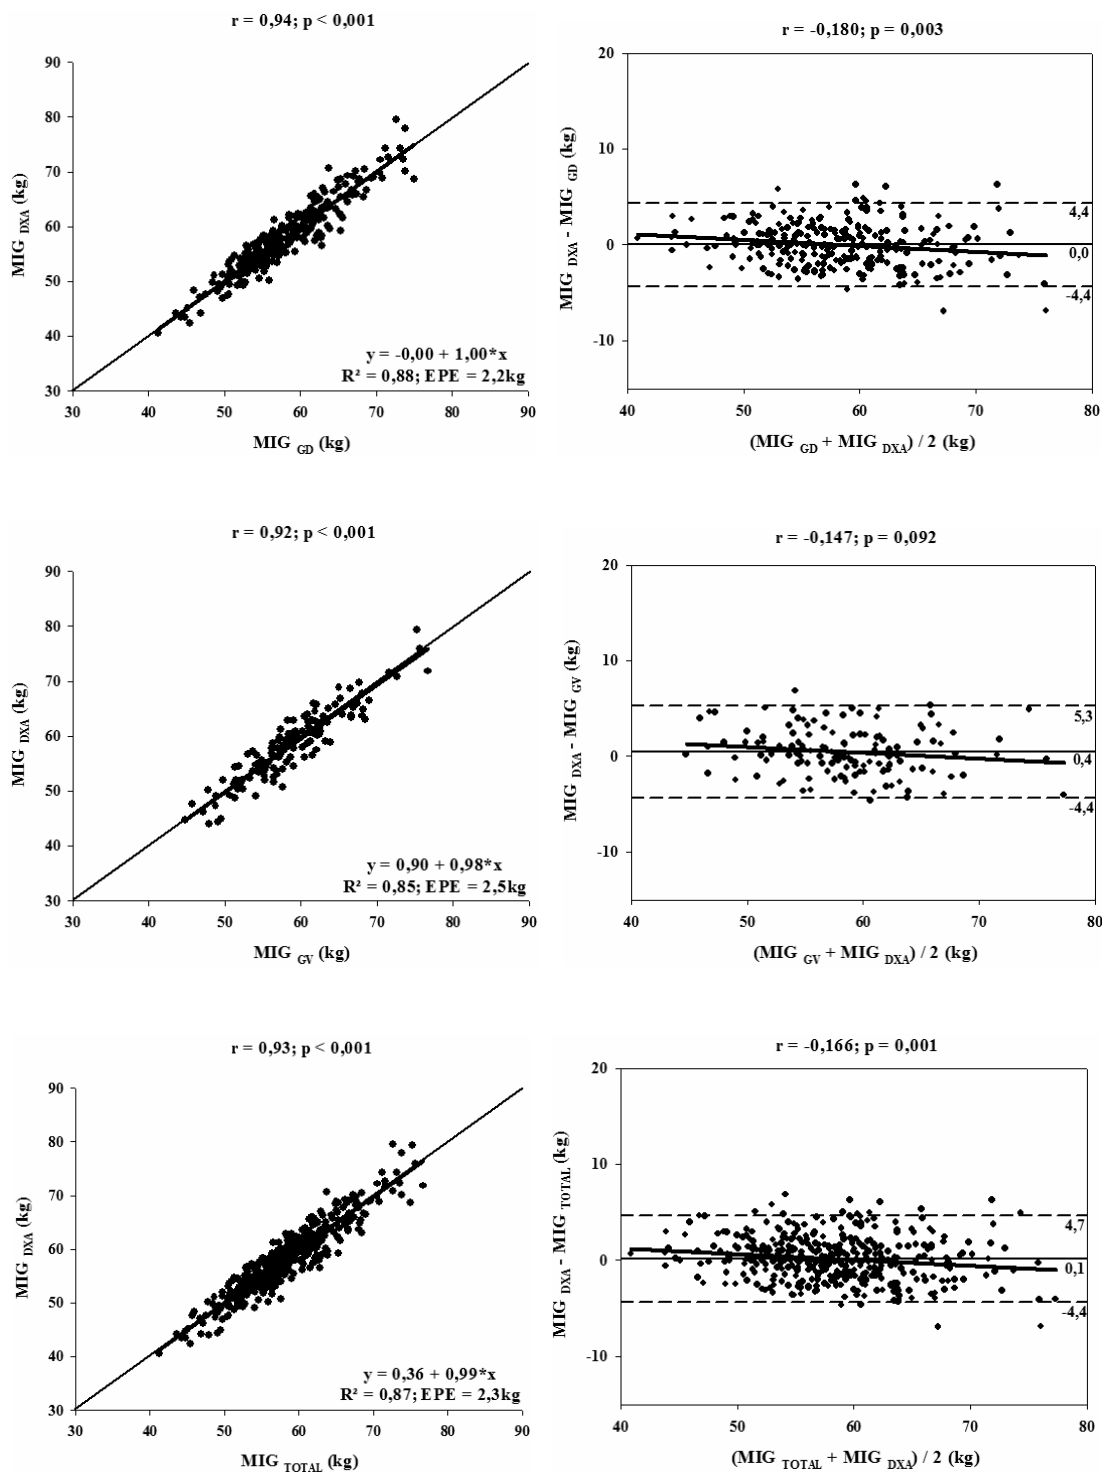 r = 0,94; p < 0,001
90
80
70
60
50
40
30
MIG DXA (kg)
y = -0,00 + 1,00*x
R² = 0,88; EPE = 2,2kg
30 40 50 60 70 80 90
MIG GD (kg)
r = -0,180; p = 0,003
20
10
0
-10
MIG DXA - MIG GD (kg)
4,4
0,0
-4,4
40 50 60 70 80
(MIG GD + MIG DXA) / 2 (kg)
r = 0,92; p < 0,001
90
80
70
60
50
40
30
MIG DXA (kg)
y = 0,90 + 0,98*x
R² = 0,85; EPE = 2,5kg
30 40 50 60 70 80 90
MIG GV (kg)
r = -0,147; p = 0,092
20
10
0
-10
MIG DXA - MIG GV (kg)
5,3
0,4
-4,4
40 50 60 70 80
(MIG GV + MIG DXA) / 2 (kg)
r = 0,93; p < 0,001
90
80
70
60
50
40
30
MIG DXA (kg)
y = 0,36 + 0,99*x
R² = 0,87; EPE = 2,3kg
30 40 50 60 70 80 90
MIG TOTAL (kg)
r = -0,166; p = 0,001
20
10
0
-10
MIG DXA - MIG TOTAL (kg)
4,7
0,1
-4,4
40 50 60 70 80
(MIG TOTAL + MIG DXA) / 2 (kg)